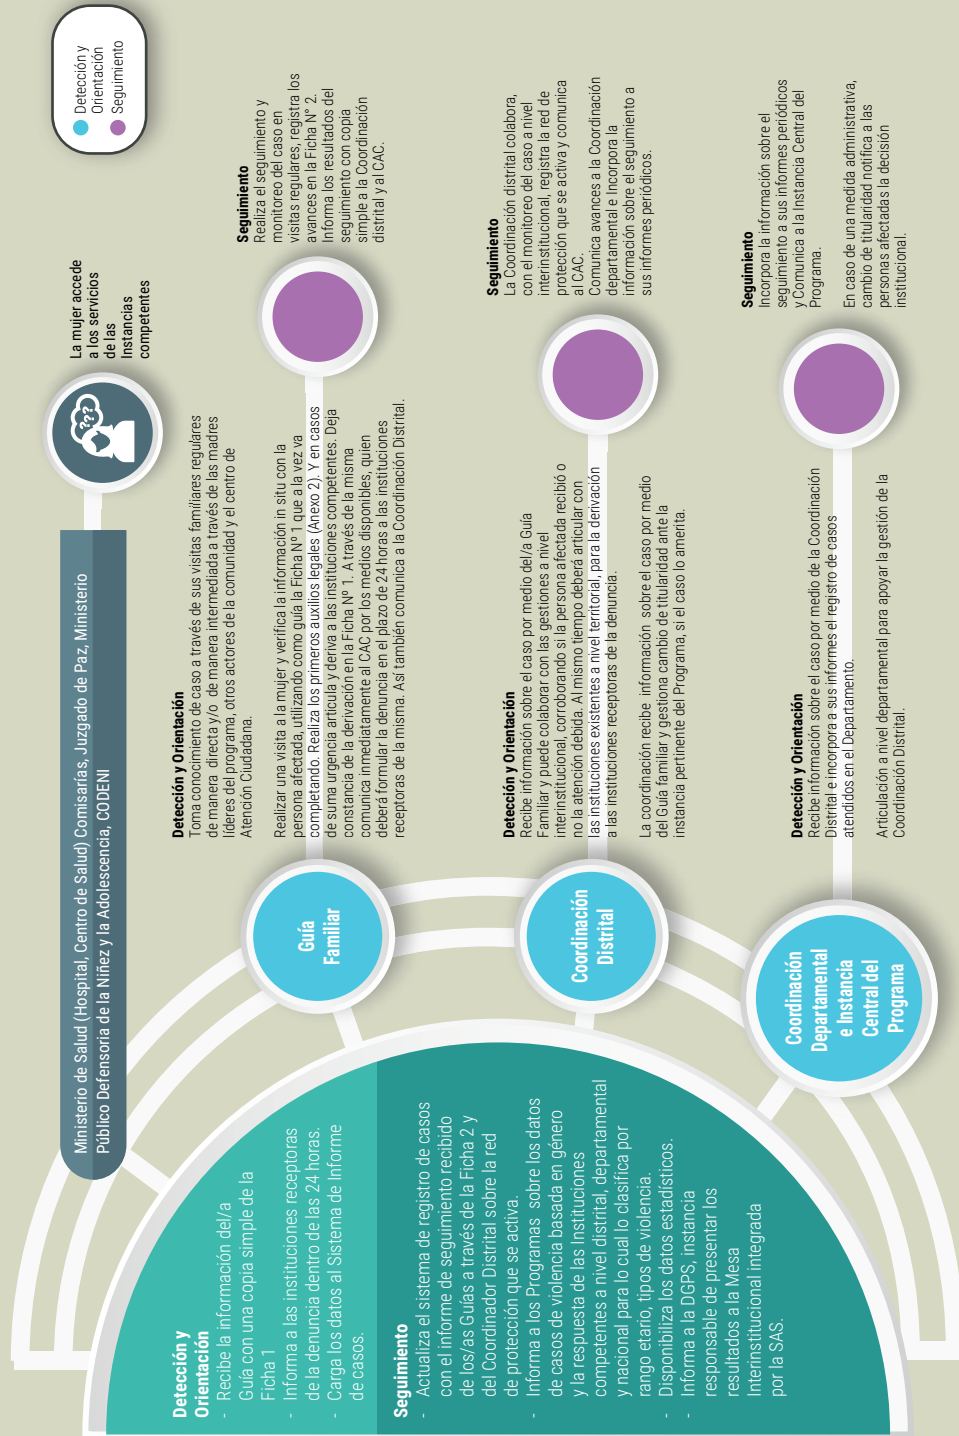 Detección y
Orientación
Seguimiento
Ministerio de Salud (Hospital, Centro de Salud) Comisarías, Juzgado de Paz, Ministerio
Público Defensoria de la Niñez y la Adolescencia, CODENI
???
La mujer accede
a los servicios
de las
Instancias
competentes
Detección y
Orientación
- Recibe la información del/a
Guía con una copia simple de la
Ficha 1
- Informa a las instituciones receptoras
de la denuncia dentro de las 24 horas.
- Carga los datos al Sistema de Informe
de casos.
Seguimiento
- Actualiza el sistema de registro de casos
con el informe de seguimiento recibido
de los/as Guías a través de la Ficha 2 y
del Coordinador Distrital sobre la red
de protección que se activa.
- Informa a los Programas sobre los datos
de casos de violencia basada en género
y la respuesta de las Instituciones
competentes a nivel distrital, departamental
y nacional para lo cual lo clasifica por
rango etario, tipos de violencia.
- Disponibiliza los datos estadísticos.
- Informa a la DGPS, instancia
responsable de presentar los
resultados a la Mesa
Interinstitucional integrada
por la SAS.
Guía
Familiar
Detección y Orientación
Toma conocimiento de caso a través de sus visitas familiares regulares
de manera directa y/o de manera intermediada a través de las madres
líderes del programa, otros actores de la comunidad y el centro de
Atención Ciudadana.
Realizar una visita a la mujer y verifica la información in situ con la
persona afectada, utilizando como guía la Ficha Nº 1 que a la vez va
completando. Realiza los primeros auxilios legales (Anexo 2). Y en casos
de suma urgencia articula y deriva a las instituciones competentes. Deja
constancia de la derivación en la Ficha Nº 1. A través de la misma
comunica inmediatamente al CAC por los medios disponibles, quien
deberá formular la denuncia en el plazo de 24 horas a las instituciones
receptoras de la misma. Así también comunica a la Coordinación Distrital.
Seguimiento
Realiza el seguimiento y
monitoreo del caso en
visitas regulares, registra los
avances en la Ficha N° 2.
Informa los resultados del
seguimiento con copia
simple a la Coordinación
distrital y al CAC.
Coordinación
Distrital
Detección y Orientación
Recibe información sobre el caso por medio del/a Guía
Familiar y puede colaborar con las gestiones a nivel
interinstitucional, corroborando si la persona afectada recibió o
no la atención debida. Al mismo tiempo deberá articular con
las instituciones existentes a nivel territorial, para la derivación
a las instituciones receptoras de la denuncia.
La coordinación recibe información sobre el caso por medio
del Guía familiar y gestiona cambio de titularidad ante la
instancia pertinente del Programa, si el caso lo amerita.
Seguimiento
La Coordinación distrital colabora,
con el monitoreo del caso a nivel
interinstitucional, registra la red de
protección que se activa y comunica
al CAC.
Comunica avances a la Coordinación
departamental e Incorpora la
información sobre el seguimiento a
sus informes periódicos.
Coordinación
Departamental
e Instancia
Central del
Programa
Detección y Orientación
Recibe información sobre el caso por medio de la Coordinación
Distrital e incorpora a sus informes el registro de casos
atendidos en el Departamento.
Articulación a nivel departamental para apoyar la gestión de la
Coordinación Distrital.
Seguimiento
Incorpora la información sobre el
seguimiento a sus informes periódicos
y Comunica a la Instancia Central del
Programa.
En caso de una medida administrativa,
cambio de titularidad notifica a las
personas afectadas la decisión
institucional.